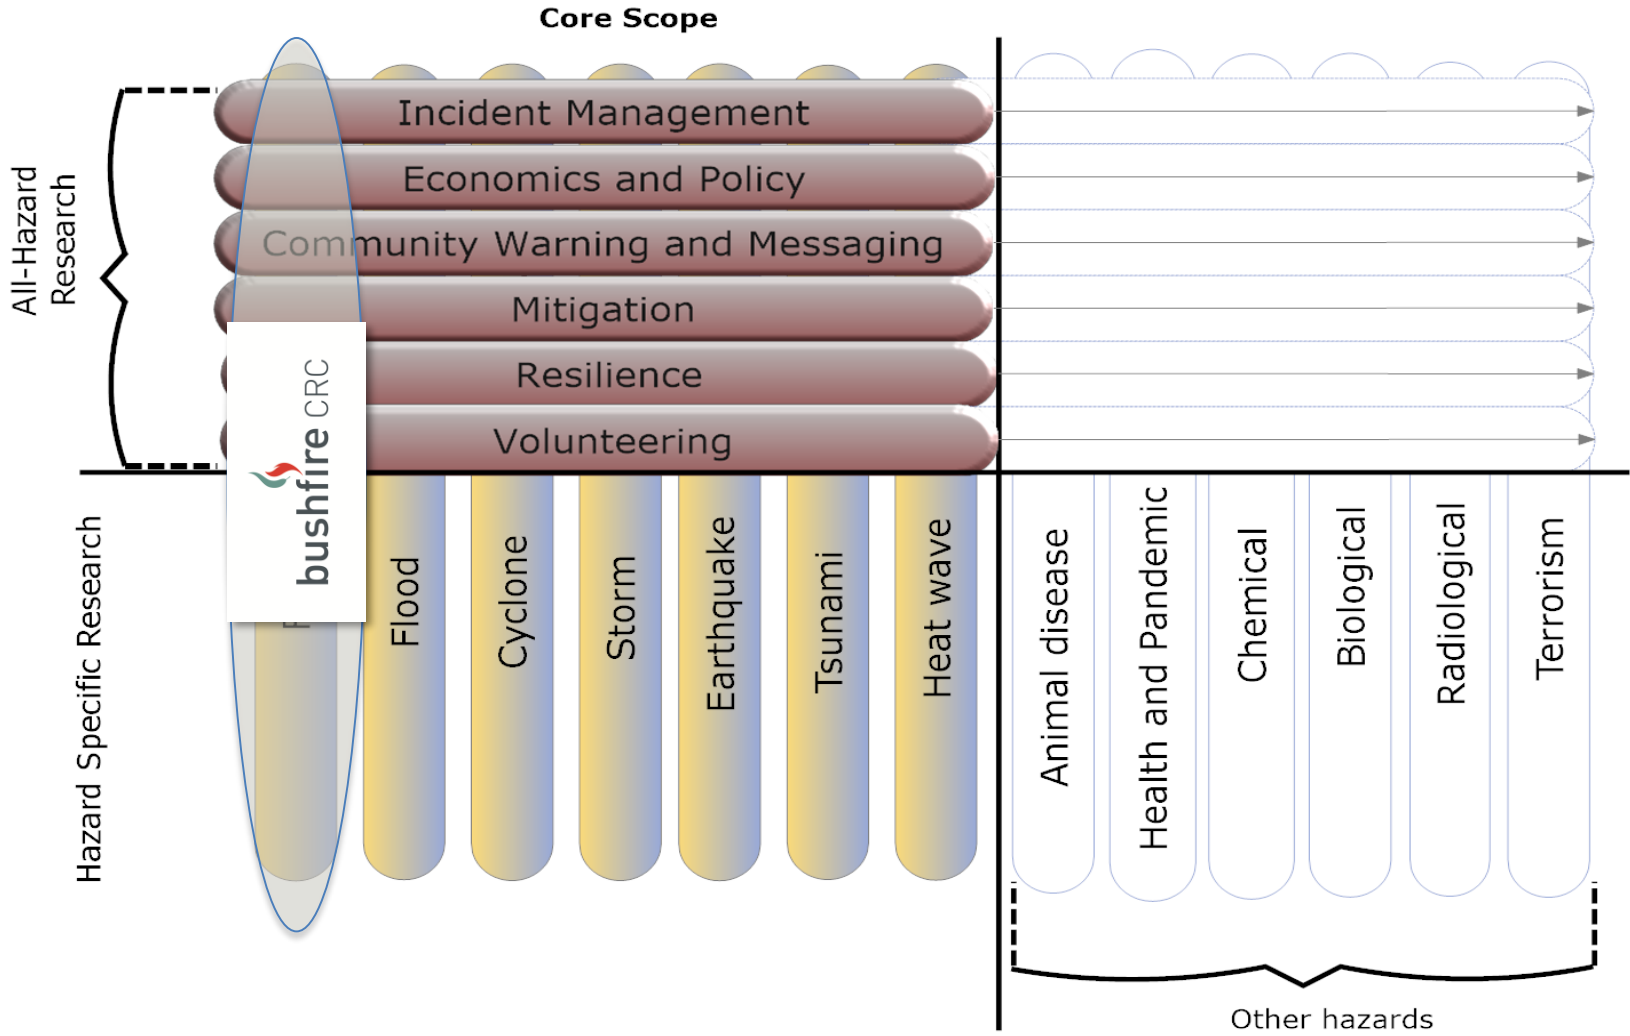 Core Scope
All-Hazard
Research
Incident Management
Economics and Policy
Community Warning and Messaging
Mitigation
Resilience
Volunteering
bushfire CRC
Hazard Specific Research
Flood
Cyclone
Storm
Earthquake
Tsunami
Heat wave
Animal disease
Health and Pandemic
Chemical
Biological
Radiological
Terrorism
Other hazards